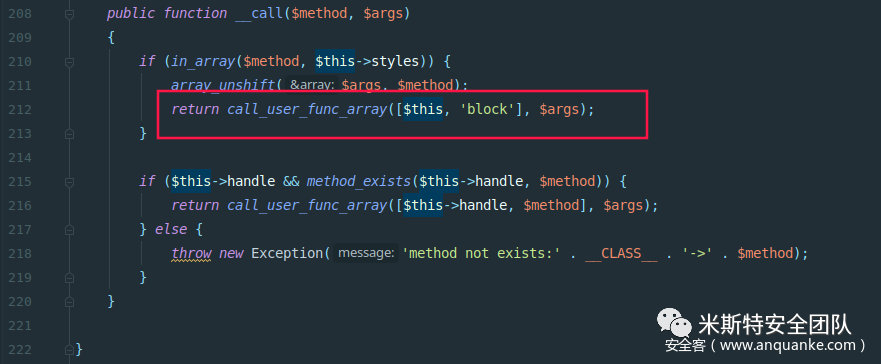 208 public function __call($method, $args)
209 {
210 if (in_array($method, $this->styles)) {
211 array_unshift( &array: $args, $method);
212 return call_user_func_array([$this, 'block'], $args);
213 }
214
215 if ($this->handle && method_exists($this->handle, $method)) {
216 return call_user_func_array([$this->handle, $method], $args);
217 } else {
218 throw new Exception( message: 'method not exists:' . __CLASS__ . '->' . $method);
219 }
220 }
221
222 }
米斯特安全团队
安全客（www.anquanke.com）